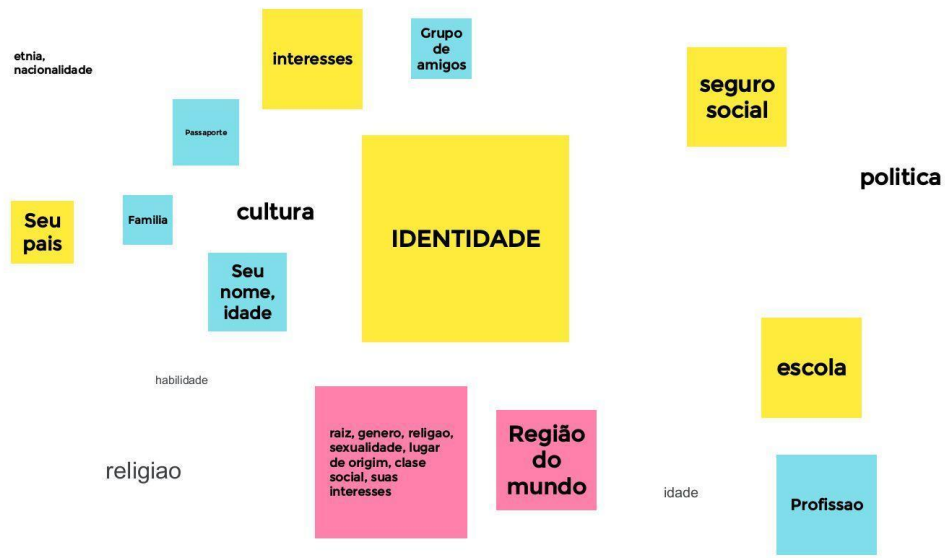 etnia,
nacionalidade
interesses
Grupo
de
amigos
seguro
social
Passaporte
politica
Seu
pais
Familia
cultura
IDENTIDADE
Seu
nome,
idade
escola
habilidade
raiz, genero, religao,
sexualidade, lugar
de origim, clase
social, suas
interesses
Região
do
mundo
religiao
idade
Profissao